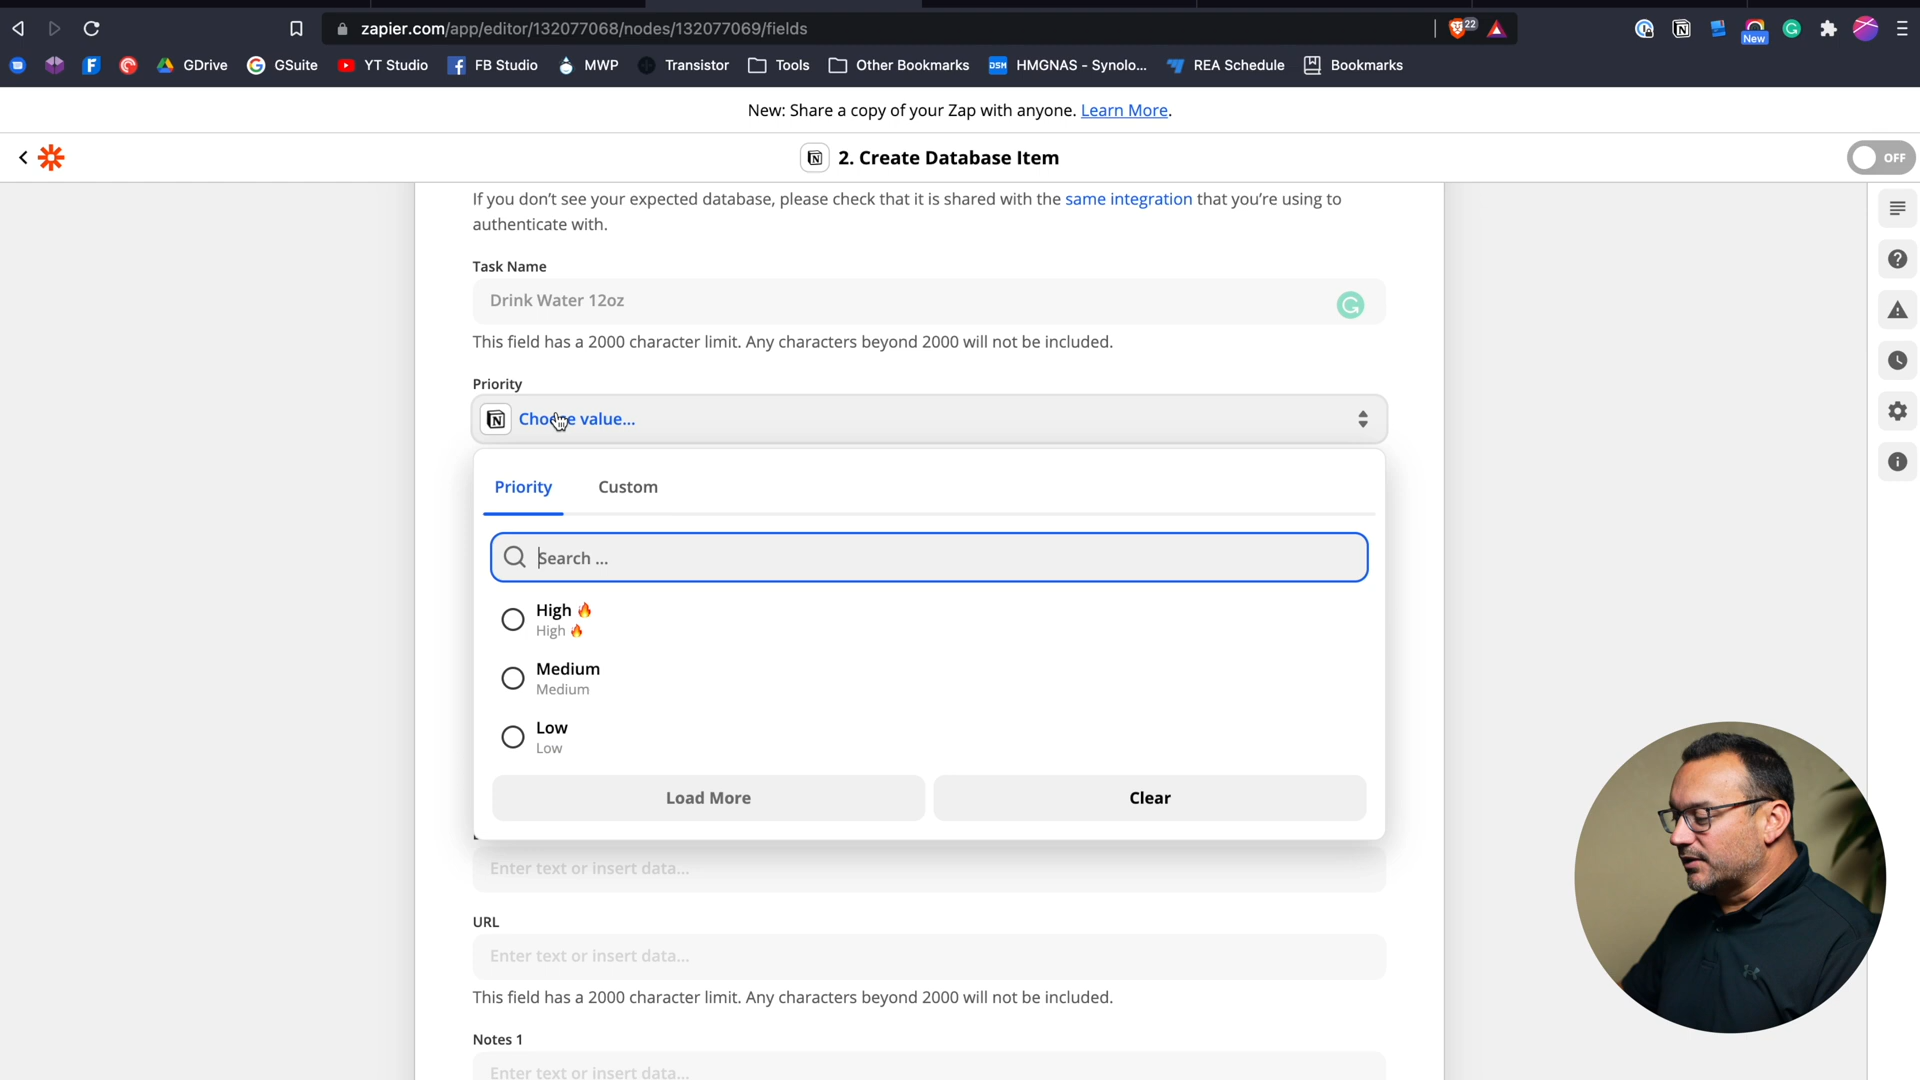 zapier.com/app/editor/132077068/nodes/132077069/fields
22
New
GDrive
GSuite
YT Studio
FB Studio
MWP
Transistor
Tools
Other Bookmarks
DSM
HMGNAS - Synolo...
REA Schedule
Bookmarks
New: Share a copy of your Zap with anyone. Learn More.
2. Create Database Item
OFF
If you don't see your expected database, please check that it is shared with the same integration that you're using to
authenticate with.
Task Name
Drink Water 12oz
This field has a 2000 character limit. Any characters beyond 2000 will not be included.
Priority
Choose value...
Priority
Custom
Search ...
High 🔥
High 🔥
Medium
Medium
Low
Low
Load More
Clear
Enter text or insert data...
URL
Enter text or insert data...
This field has a 2000 character limit. Any characters beyond 2000 will not be included.
Notes 1
Enter text or insert data...